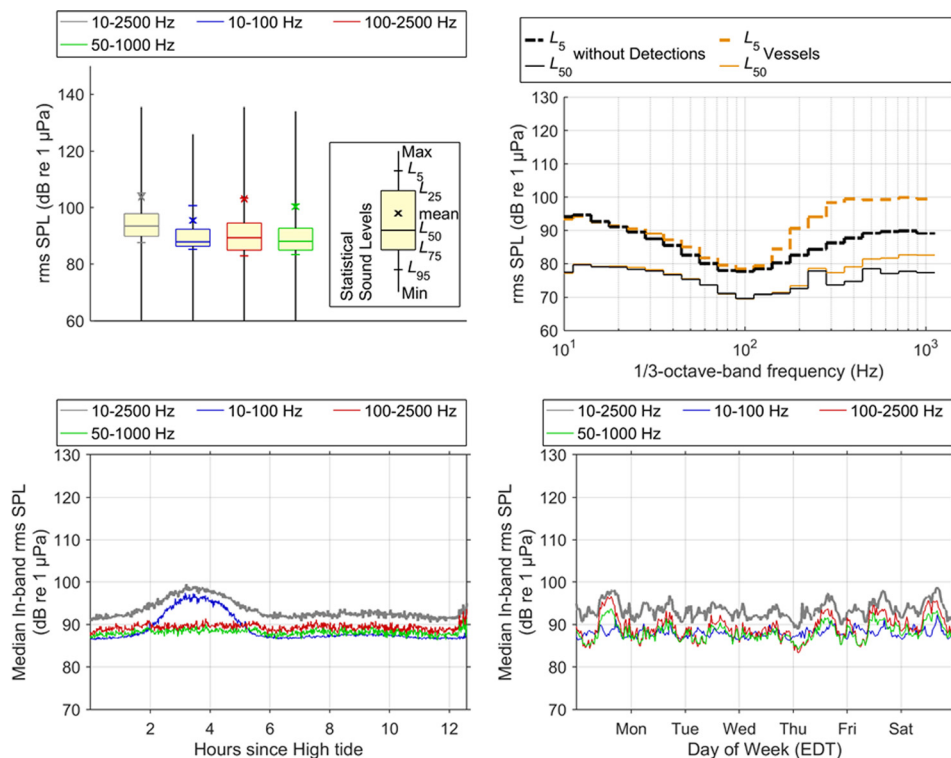 10-2500 Hz 10-100 Hz 100-2500 Hz
50-1000 Hz
rms SPL (dB re 1 µPa)
140
120
100
80
60
Statistical
Sound Levels
Max
L5
L25
mean
L50
L75
L95
Min
L5 without Detections L5 Vessels
L50 L50
rms SPL (dB re 1 µPa)
130
120
110
100
90
80
70
60
10^1 10^2 10^3
1/3-octave-band frequency (Hz)
10-2500 Hz 10-100 Hz 100-2500 Hz
50-1000 Hz
Median In-band rms SPL
(dB re 1 µPa)
130
120
110
100
90
80
70
2 4 6 8 10 12
Hours since High tide
10-2500 Hz 10-100 Hz 100-2500 Hz
50-1000 Hz
Median In-band rms SPL
(dB re 1 µPa)
130
120
110
100
90
80
70
Mon Tue Wed Thu Fri Sat
Day of Week (EDT)